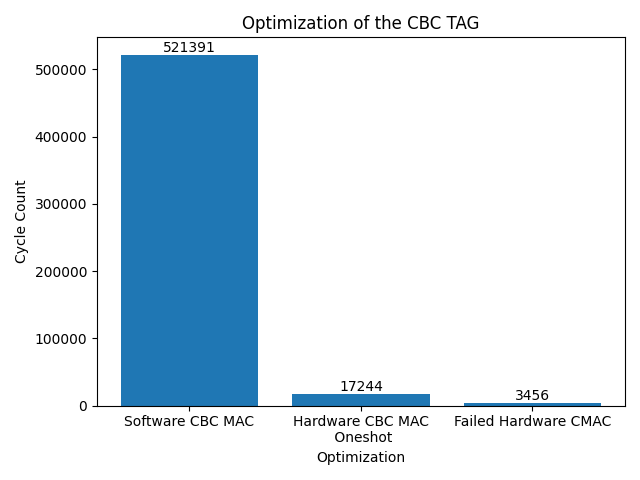 Optimization of the CBC TAG
521391
17244
3456
500000
400000
300000
200000
100000
0
Cycle Count
Software CBC MAC
Hardware CBC MAC
Oneshot
Failed Hardware CMAC
Optimization